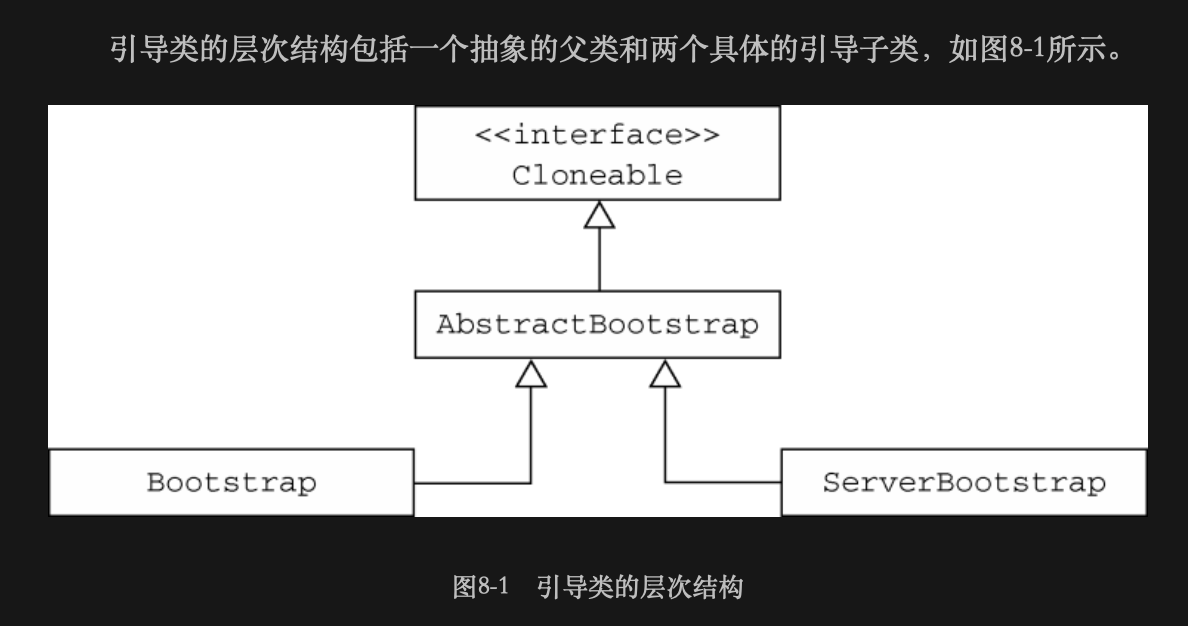 引导类的层次结构包括一个抽象的父类和两个具体的引导子类，如图8-1所示。
<<interface>>
Cloneable
AbstractBootstrap
Bootstrap
ServerBootstrap
图8-1 引导类的层次结构